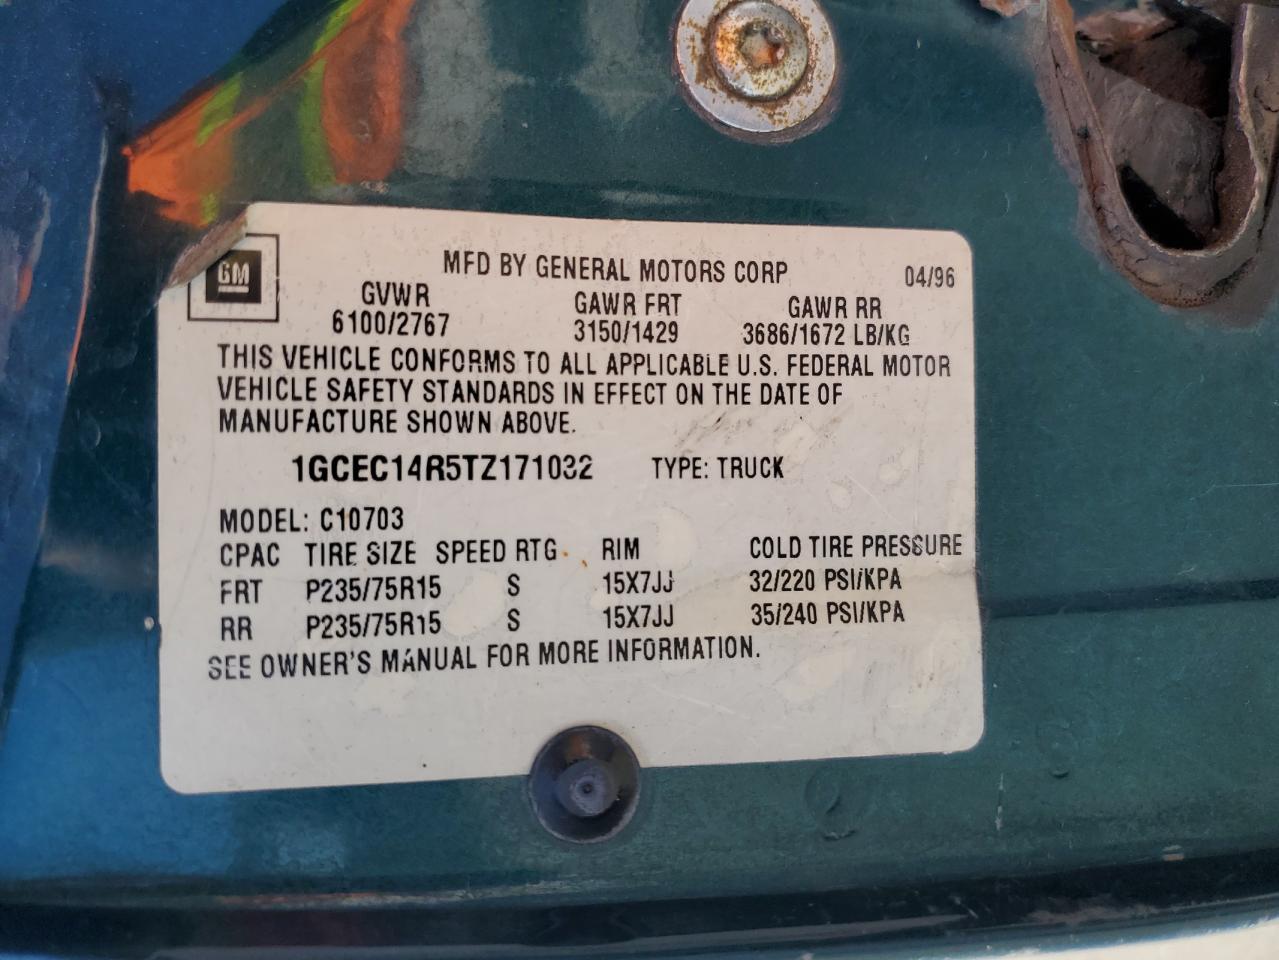 GM
MFD BY GENERAL MOTORS CORP 04/96
GVWR GAWR FRT GAWR RR
6100/2767 3150/1429 3686/1672 LB/KG
THIS VEHICLE CONFORMS TO ALL APPLICABLE U.S. FEDERAL MOTOR
VEHICLE SAFETY STANDARDS IN EFFECT ON THE DATE OF
MANUFACTURE SHOWN ABOVE.
1GCEC14R5TZ171032 TYPE: TRUCK
MODEL: C10703
CPAC TIRE SIZE SPEED RTG RIM COLD TIRE PRESSURE
FRT P235/75R15 S 15X7JJ 32/220 PSI/KPA
RR P235/75R15 S 15X7JJ 35/240 PSI/KPA
SEE OWNER'S MANUAL FOR MORE INFORMATION.